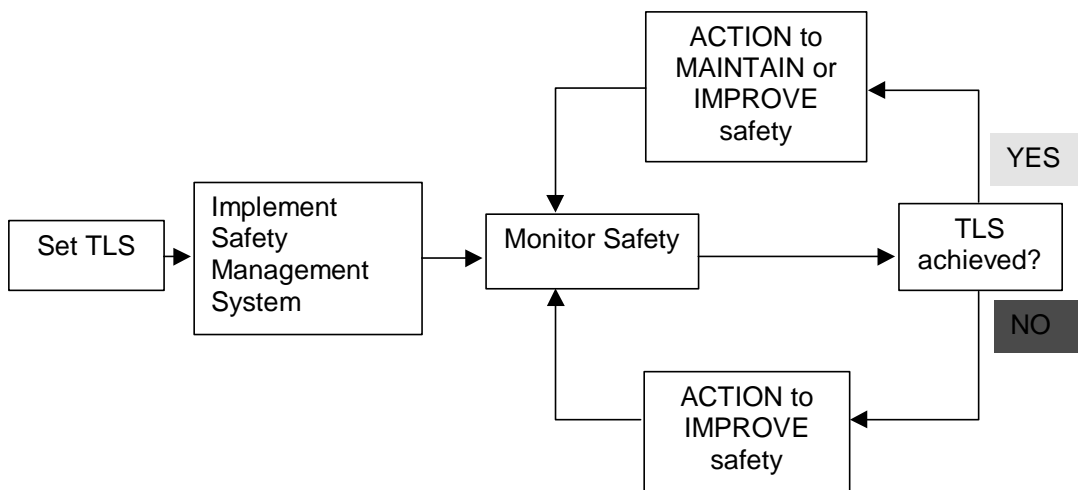 ACTION to
MAINTAIN or
IMPROVE
safety
YES
Set TLS
Implement
Safety
Management
System
Monitor Safety
TLS
achieved?
NO
ACTION to
IMPROVE
safety